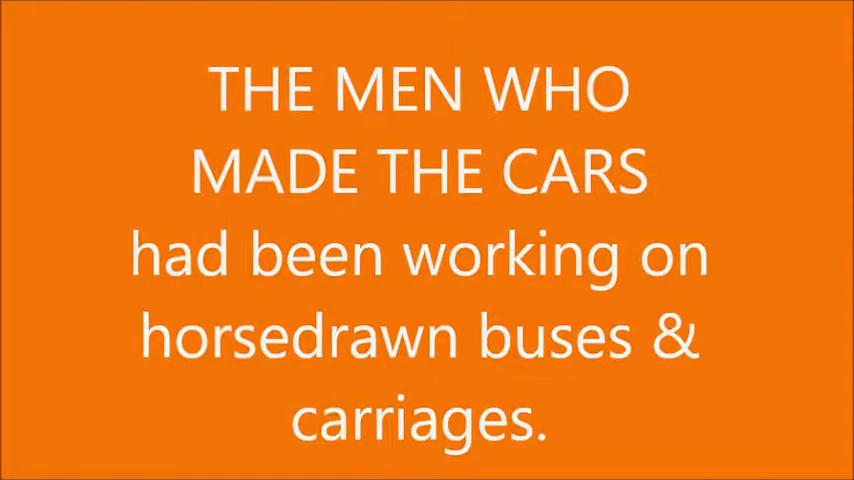 THE MEN WHO
MADE THE CARS
had been working on
horsedrawn buses &
carriages.